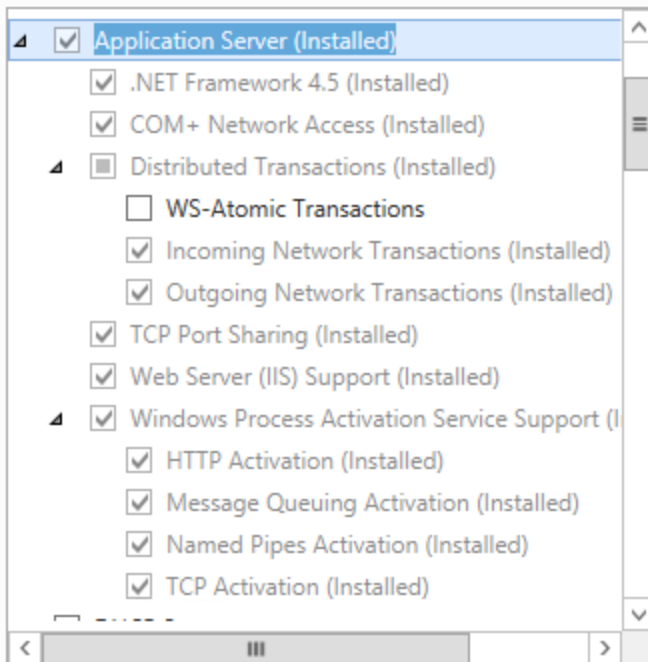 Application Server (Installed)
.NET Framework 4.5 (Installed)
COM+ Network Access (Installed)
Distributed Transactions (Installed)
WS-Atomic Transactions
Incoming Network Transactions (Installed)
Outgoing Network Transactions (Installed)
TCP Port Sharing (Installed)
Web Server (IIS) Support (Installed)
Windows Process Activation Service Support (I
HTTP Activation (Installed)
Message Queuing Activation (Installed)
Named Pipes Activation (Installed)
TCP Activation (Installed)